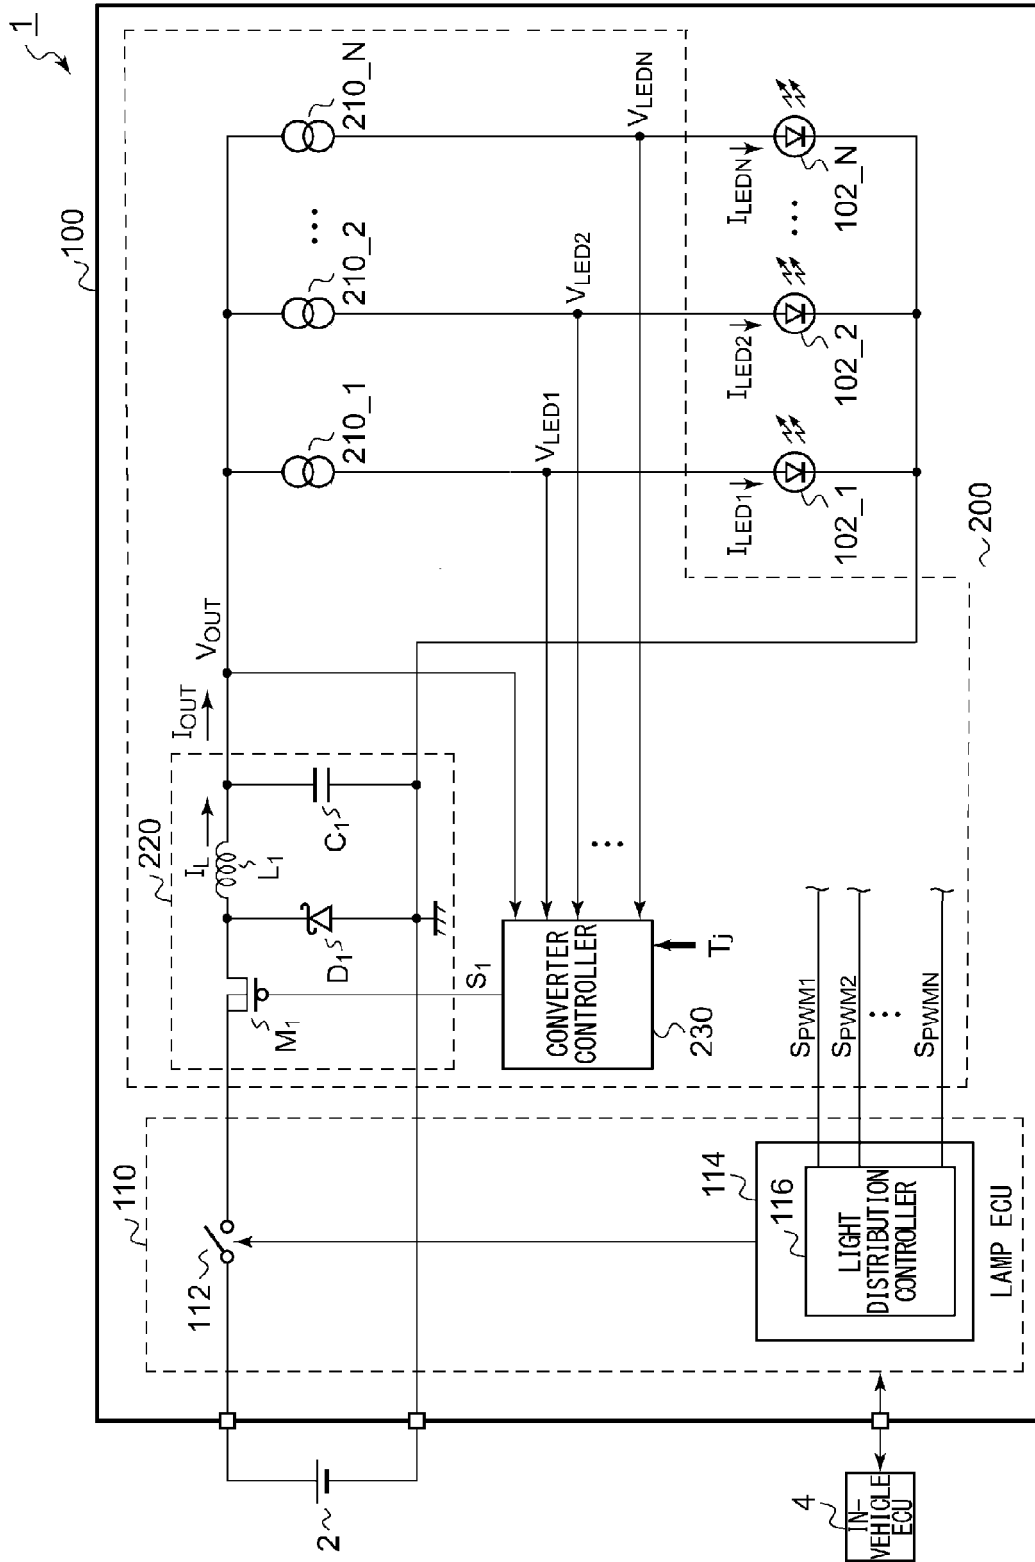 1
100
110
112
2
220
M1
D1
IL
L1
C1
IOUT
VOUT
210_1
210_2
...
210_N
VLED1
VLED2
VLEDN
S1
CONVERTER
CONTROLLER
230
Tj
...
ILED1
ILED2
ILEDN
102_1
102_2
...
102_N
200
114
116
LIGHT
DISTRIBUTION
CONTROLLER
LAMP ECU
SPWM1
SPWM2
...
SPWMN
4
IN-
VEHICLE
ECU